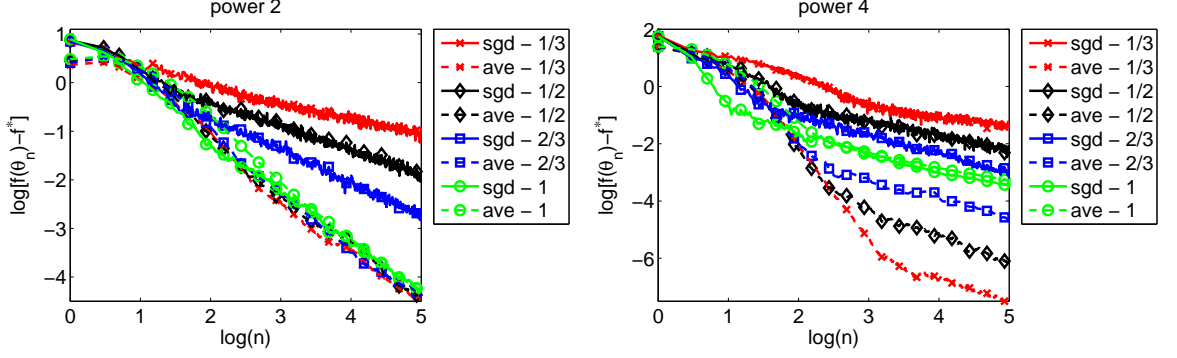 power 2
1
0
−1
−2
−3
−4
log[f(θn)−f*]
0 1 2 3 4 5
log(n)
sgd − 1/3
ave − 1/3
sgd − 1/2
ave − 1/2
sgd − 2/3
ave − 2/3
sgd − 1
ave − 1
power 4
2
0
−2
−4
−6
log[f(θn)−f*]
0 1 2 3 4 5
log(n)
sgd − 1/3
ave − 1/3
sgd − 1/2
ave − 1/2
sgd − 2/3
ave − 2/3
sgd − 1
ave − 1